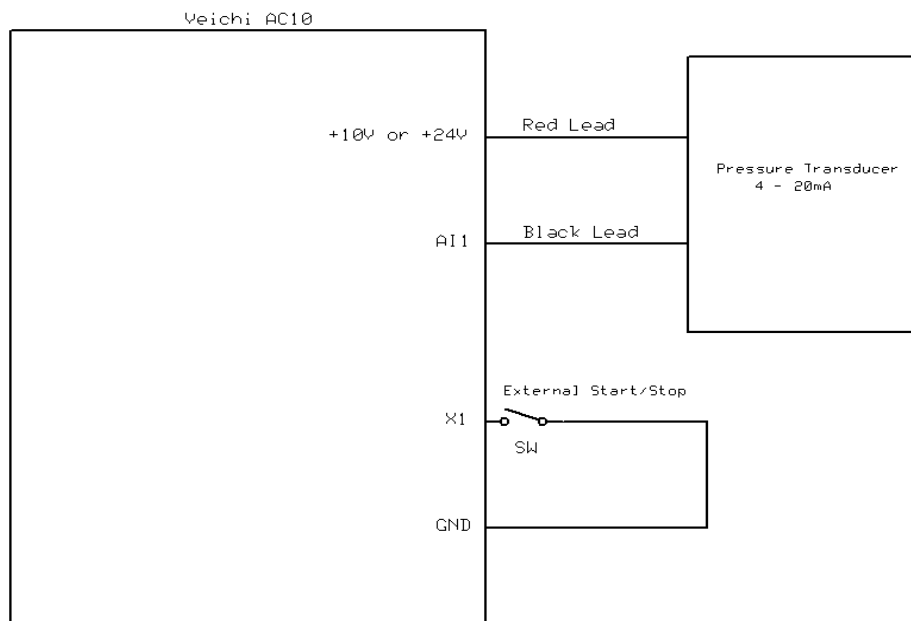 Veichi AC10
+10V or +24V
Red Lead
Pressure Transducer
4 - 20mA
AI1
Black Lead
External Start/Stop
X1
SW
GND